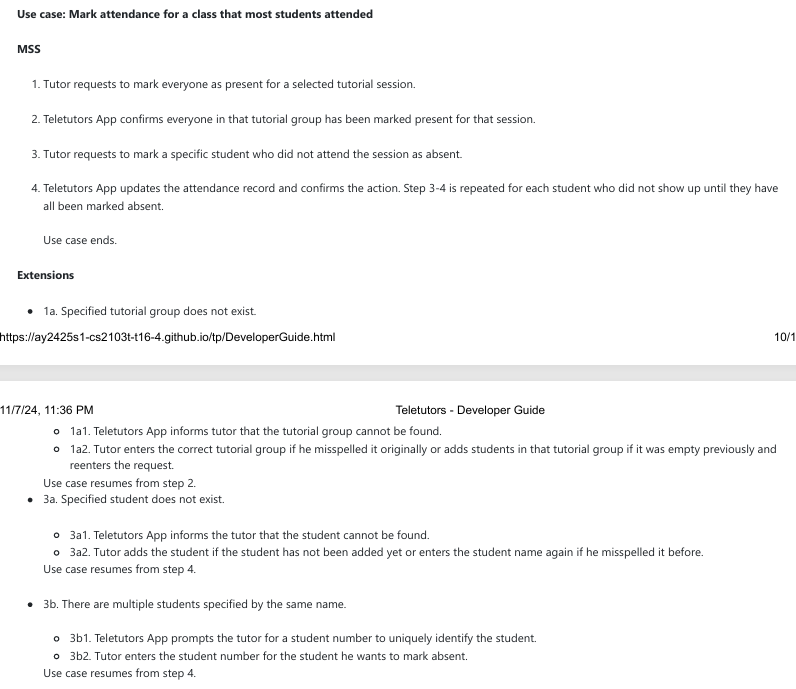 Use case: Mark attendance for a class that most students attended
MSS
1. Tutor requests to mark everyone as present for a selected tutorial session.
2. Teletutors App confirms everyone in that tutorial group has been marked present for that session.
3. Tutor requests to mark a specific student who did not attend the session as absent.
4. Teletutors App updates the attendance record and confirms the action. Step 3-4 is repeated for each student who did not show up until they have
all been marked absent.
Use case ends.
Extensions
• 1a. Specified tutorial group does not exist.
https://ay2425s1-cs2103t-t16-4.github.io/tp/DeveloperGuide.html 10/1
11/7/24, 11:36 PM Teletutors - Developer Guide
1a1. Teletutors App informs tutor that the tutorial group cannot be found.
1a2. Tutor enters the correct tutorial group if he misspelled it originally or adds students in that tutorial group if it was empty previously and
reenters the request.
Use case resumes from step 2.
• 3a. Specified student does not exist.
3a1. Teletutors App informs the tutor that the student cannot be found.
3a2. Tutor adds the student if the student has not been added yet or enters the student name again if he misspelled it before.
Use case resumes from step 4.
• 3b. There are multiple students specified by the same name.
3b1. Teletutors App prompts the tutor for a student number to uniquely identify the student.
3b2. Tutor enters the student number for the student he wants to mark absent.
Use case resumes from step 4.